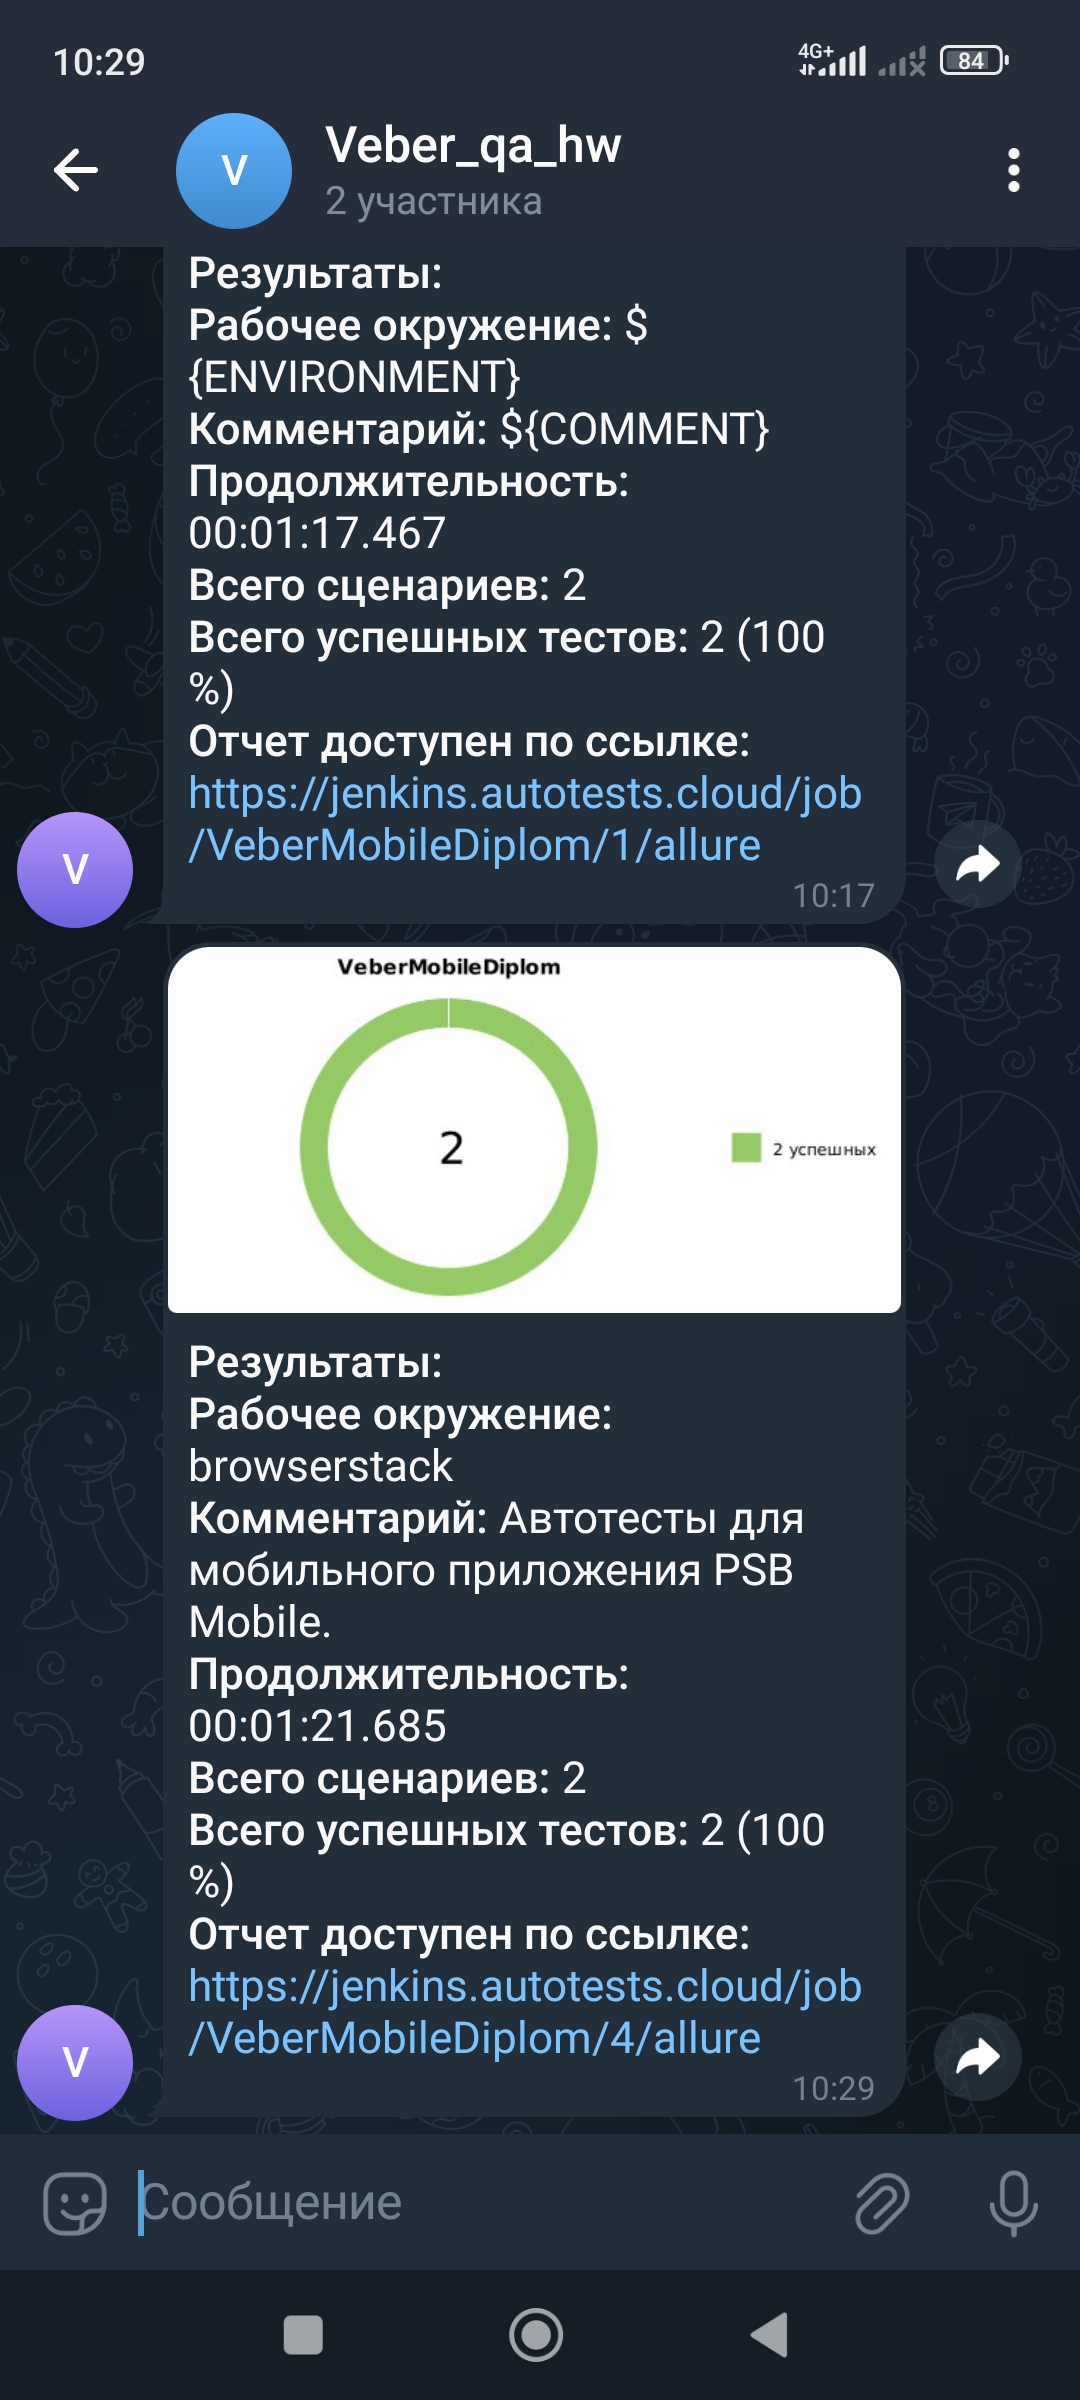 10:29
4G+
84
V
Veber_qa_hw
2 участника
Результаты:
Рабочее окружение: $
{ENVIRONMENT}
Комментарий: ${COMMENT}
Продолжительность:
00:01:17.467
Всего сценариев: 2
Всего успешных тестов: 2 (100
%)
Отчет доступен по ссылке:
https://jenkins.autotests.cloud/job
/VeberMobileDiplom/1/allure
V
10:17
VeberMobileDiplom
2
2 успешных
Результаты:
Рабочее окружение:
browserstack
Комментарий: Автотесты для
мобильного приложения PSB
Mobile.
Продолжительность:
00:01:21.685
Всего сценариев: 2
Всего успешных тестов: 2 (100
%)
Отчет доступен по ссылке:
https://jenkins.autotests.cloud/job
/VeberMobileDiplom/4/allure
V
10:29
Сообщение